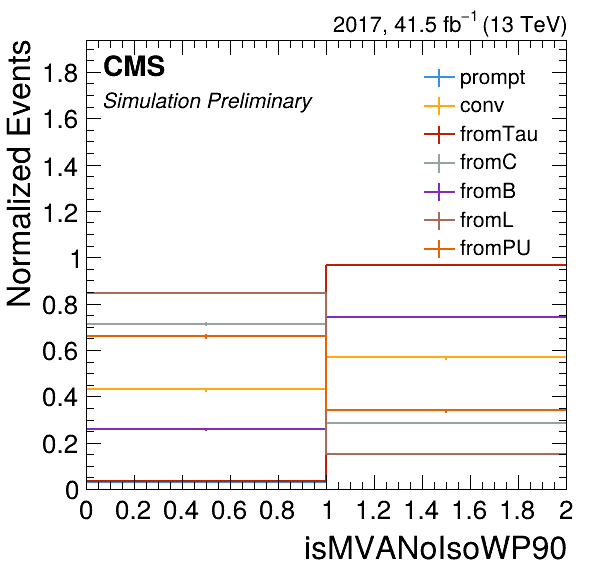 2017, 41.5 fb⁻¹ (13 TeV)
CMS
Simulation Preliminary
prompt
conv
fromTau
fromC
fromB
fromL
fromPU
Normalized Events
1.8
1.6
1.4
1.2
1
0.8
0.6
0.4
0.2
0
0 0.2 0.4 0.6 0.8 1 1.2 1.4 1.6 1.8 2
isMVANoIsoWP90